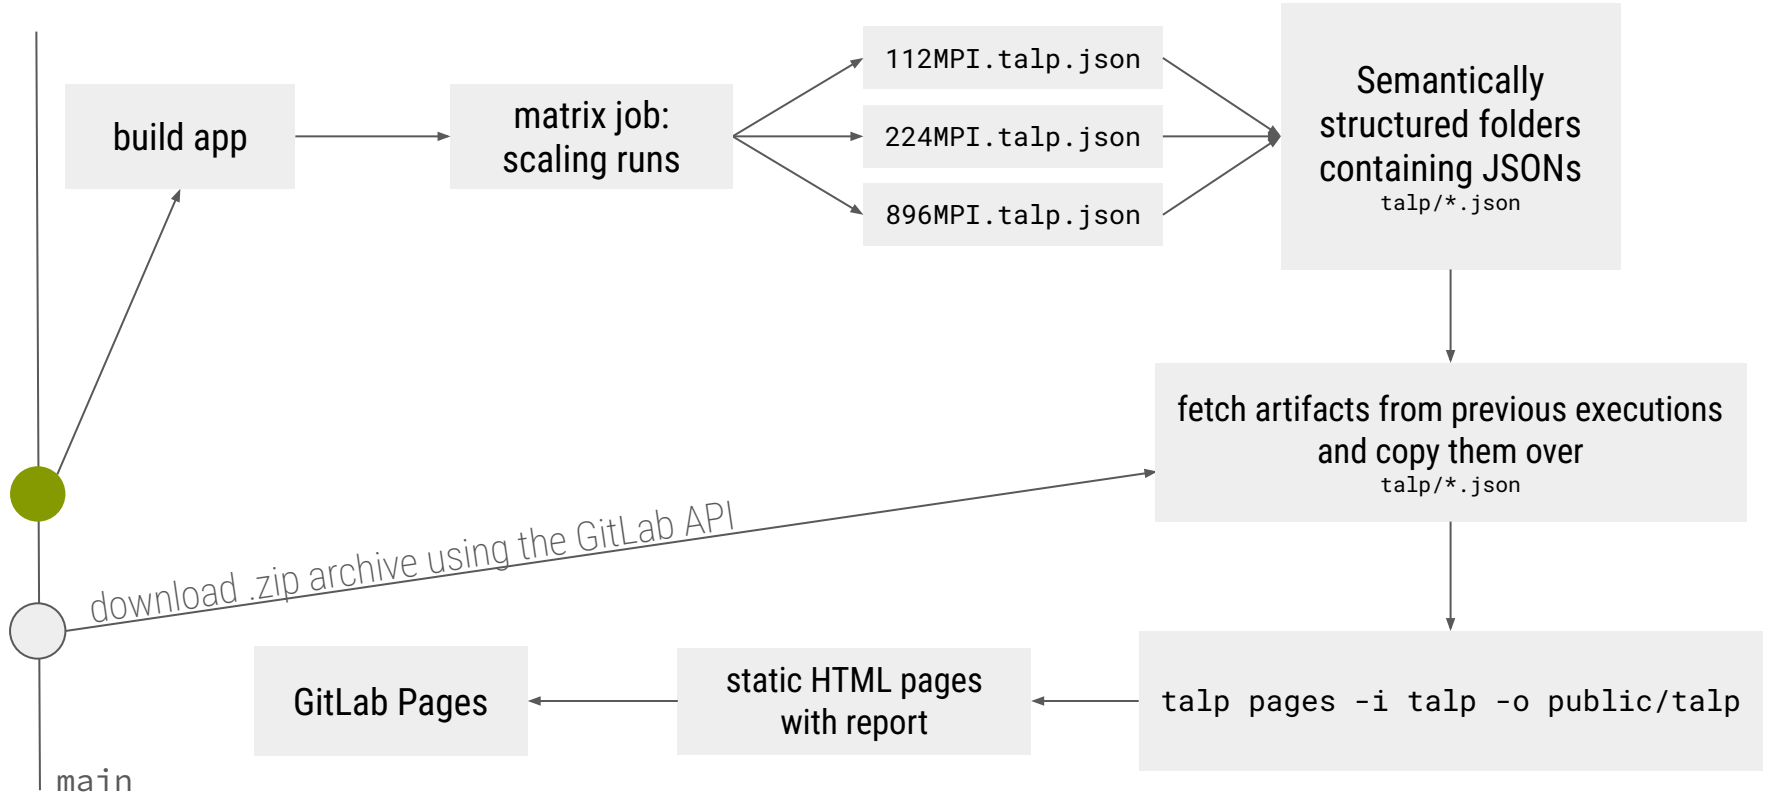 build app
matrix job:
scaling runs
112MPI.talp.json
224MPI.talp.json
896MPI.talp.json
Semantically
structured folders
containing JSONs
talp/*.json
fetch artifacts from previous executions
and copy them over
talp/*.json
download .zip archive using the GitLab API
talp pages -i talp -o public/talp
static HTML pages
with report
GitLab Pages
main